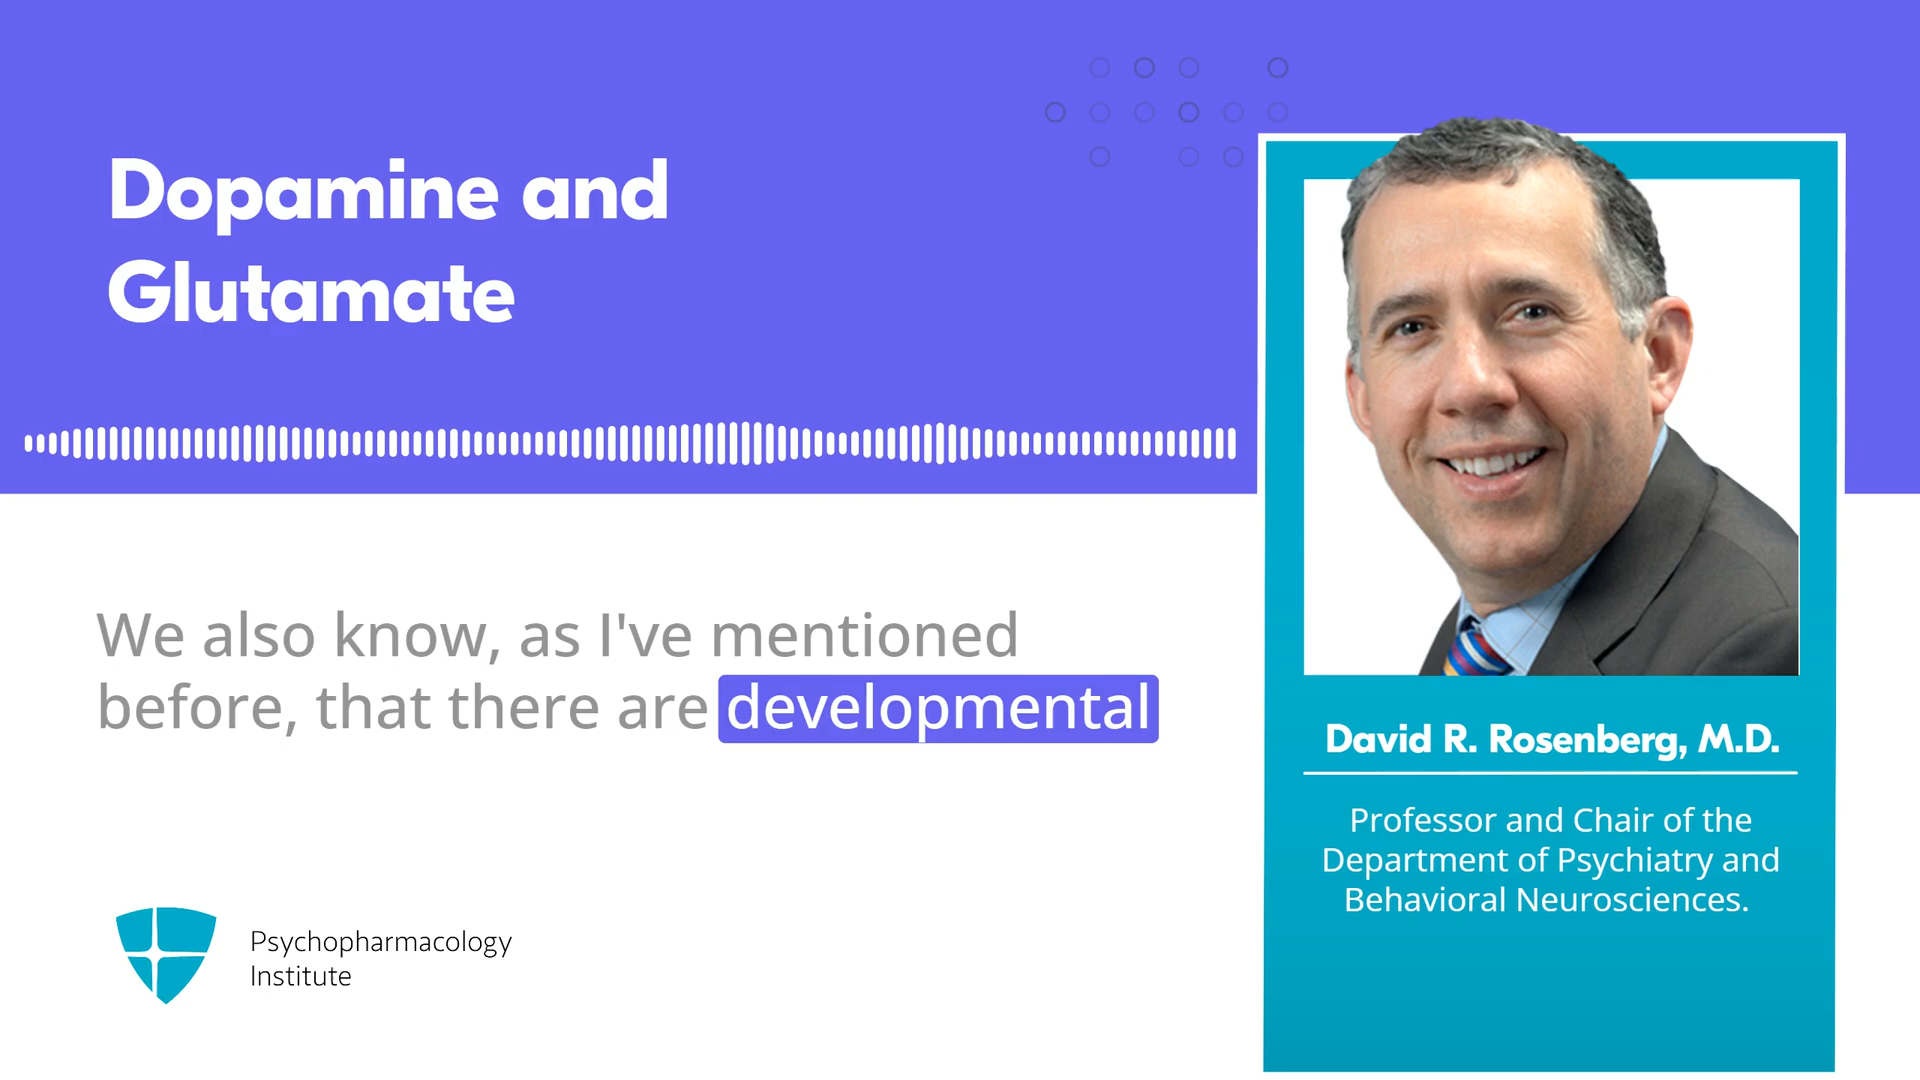 Dopamine and
Glutamate
We also know, as I've mentioned
before, that there are developmental
Psychopharmacology
Institute
David R. Rosenberg, M.D.
Professor and Chair of the
Department of Psychiatry and
Behavioral Neurosciences.